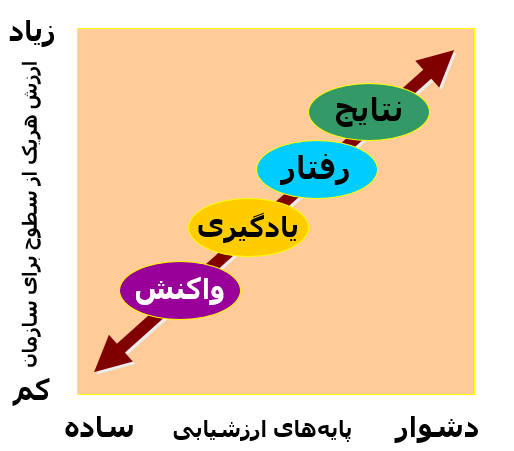 زیاد
ارزش هریک از سطوح برای سازمان
نتایج
رفتار
یادگیری
واکنش
کم
دشوار
پایه‌های ارزشیابی
ساده